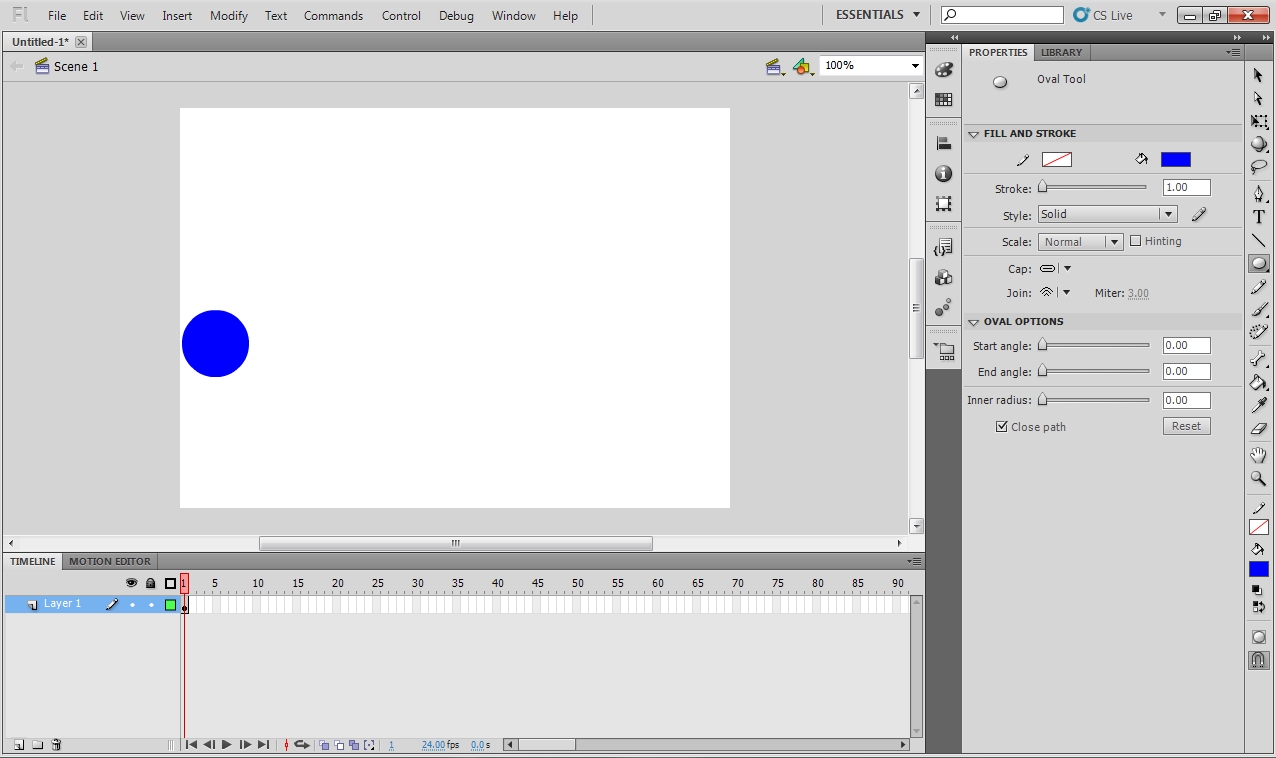 Fl File Edit View Insert Modify Text Commands Control Debug Window Help ESSENTIALS CS Live
Untitled-1*
Scene 1
100%
PROPERTIES LIBRARY
Oval Tool
FILL AND STROKE
Stroke: 1.00
Style: Solid
Scale: Normal Hinting
Cap:
Join: Miter: 3.00
OVAL OPTIONS
Start angle: 0.00
End angle: 0.00
Inner radius: 0.00
Close path Reset
T
TIMELINE MOTION EDITOR
1 5 10 15 20 25 30 35 40 45 50 55 60 65 70 75 80 85 90
Layer 1
1 24.00 fps 0.0 s